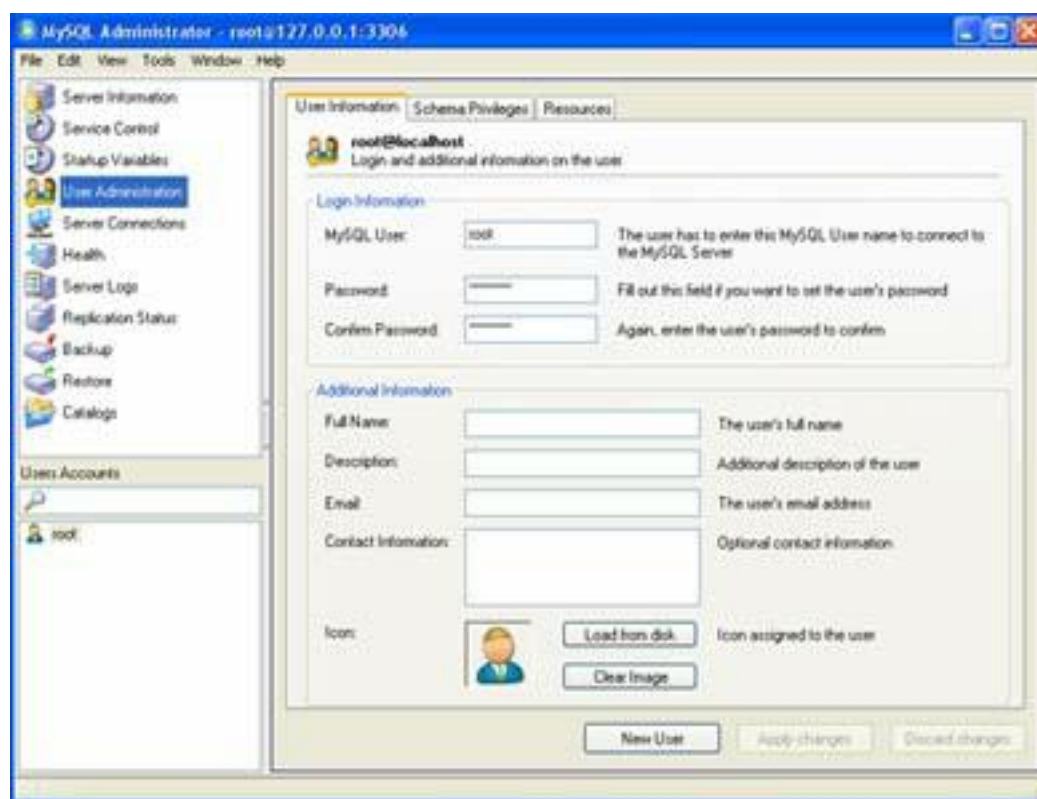 MySQL Administrator - root@127.0.0.1:3306
File Edit View Tools Window Help
Server Information
Service Control
Startup Variables
User Administration
Server Connections
Health
Server Logs
Replication Status
Backup
Restore
Catalogs
Users Accounts
root
User Information Schema Privileges Resources
root@localhost
Login and additional information on the user
Login Information
MySQL User: root The user has to enter this MySQL User name to connect to
the MySQL Server
Password: Fill out this field if you want to set the user's password
Confirm Password: Again, enter the user's password to confirm
Additional Information
Full Name: The user's full name
Description: Additional description of the user
Email: The user's email address
Contact Information: Optional contact information
Icon: Load from disk Icon assigned to the user
Clear Image
New User Apply changes Discard changes